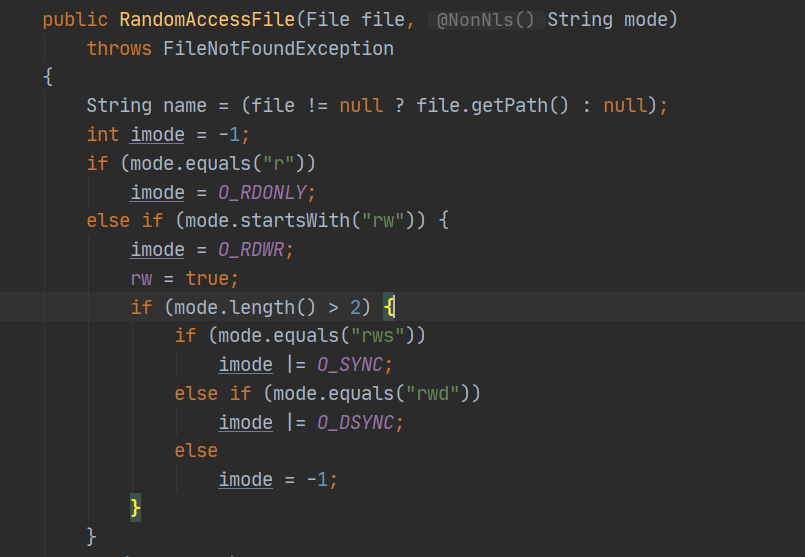 public RandomAccessFile(File file, @NonNls() String mode)
throws FileNotFoundException
{
String name = (file != null ? file.getPath() : null);
int imode = -1;
if (mode.equals("r"))
imode = O_RDONLY;
else if (mode.startsWith("rw")) {
imode = O_RDWR;
rw = true;
if (mode.length() > 2) {
if (mode.equals("rws"))
imode |= O_SYNC;
else if (mode.equals("rwd"))
imode |= O_DSYNC;
else
imode = -1;
}
}